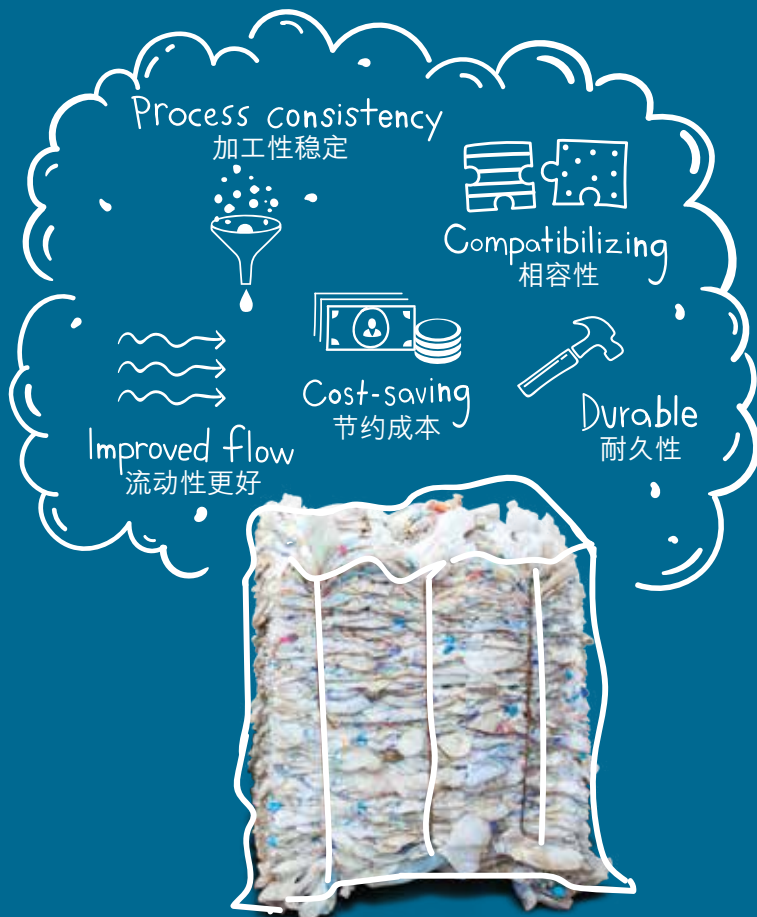 Process consistency
加工性稳定
Compatibilizing
相容性
Cost-saving
节约成本
Durable
耐久性
Improved flow
流动性更好